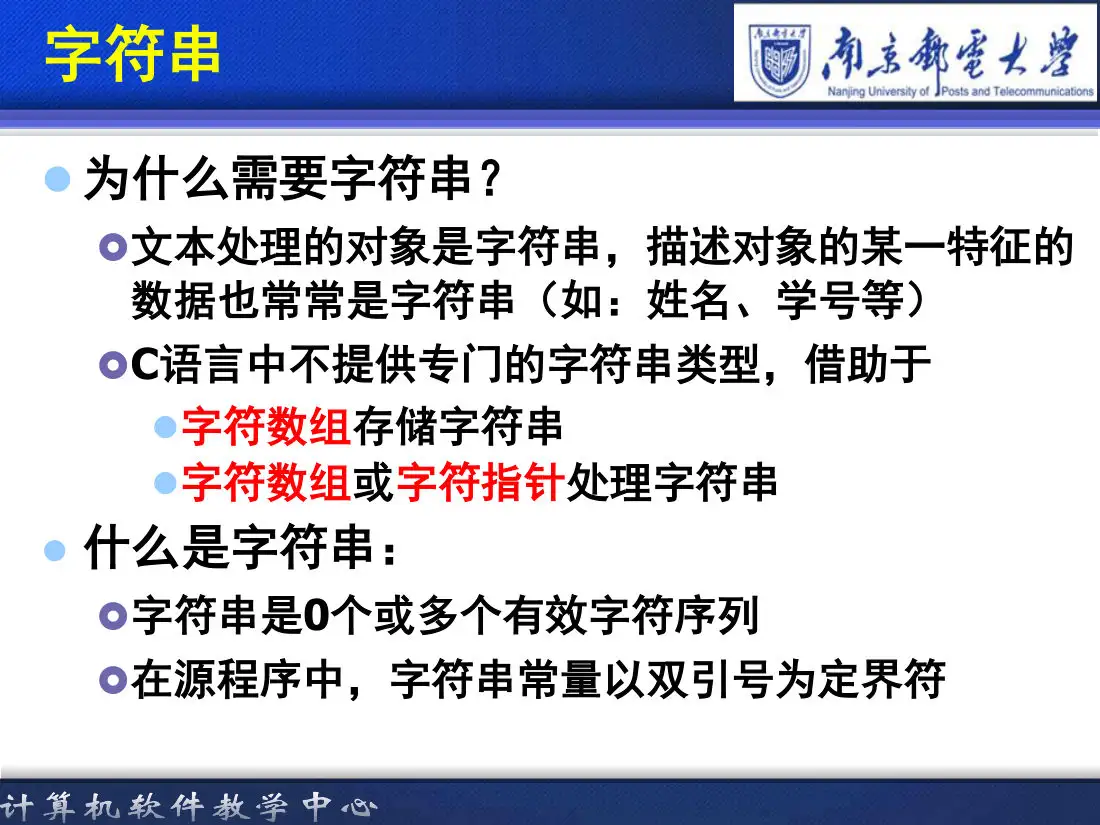 字符串
南京邮电大学
Nanjing University of Posts and Telecommunications
为什么需要字符串？
文本处理的对象是字符串，描述对象的某一特征的
数据也常常是字符串（如：姓名、学号等）
C语言中不提供专门的字符串类型，借助于
字符数组存储字符串
字符数组或字符指针处理字符串
什么是字符串：
字符串是0个或多个有效字符序列
在源程序中，字符串常量以双引号为定界符
计算机软件教学中心